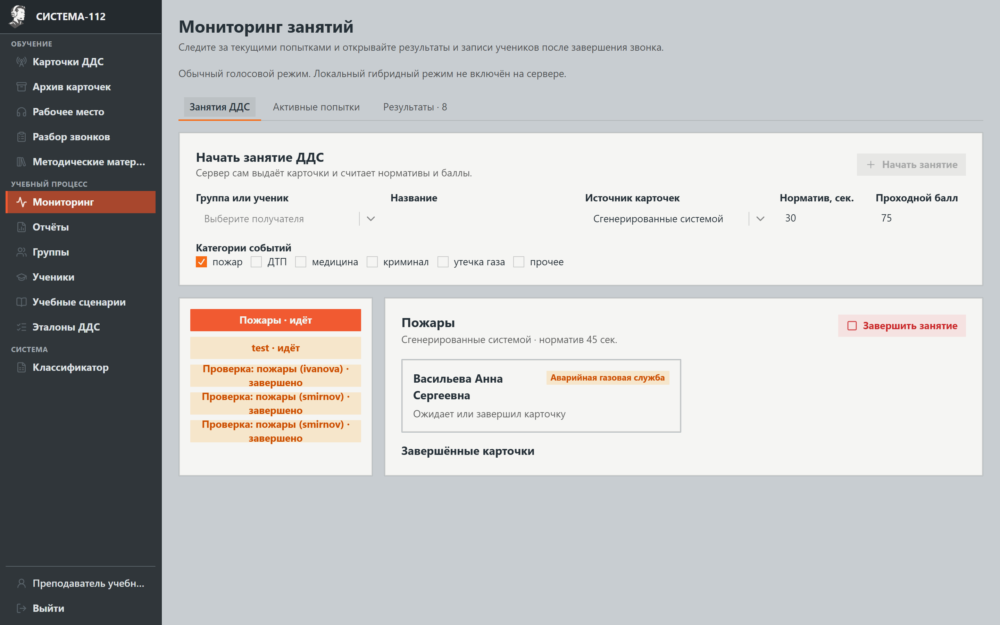 СИСТЕМА-112
ОБУЧЕНИЕ
Карточки ДДС
Архив карточек
Рабочее место
Разбор звонков
Методические матер...
УЧЕБНЫЙ ПРОЦЕСС
Мониторинг
Отчёты
Группы
Ученики
Учебные сценарии
Эталоны ДДС
СИСТЕМА
Классификатор
Преподаватель учебн...
Выйти
Мониторинг занятий
Следите за текущими попытками и открывайте результаты и записи учеников после завершения звонка.
Обычный голосовой режим. Локальный гибридный режим не включён на сервере.
Занятия ДДС
Активные попытки
Результаты · 8
Начать занятие ДДС
Сервер сам выдаёт карточки и считает нормативы и баллы.
Начать занятие
Группа или ученик
Название
Источник карточек
Норматив, сек.
Проходной балл
Выберите получателя
Сгенерированные системой
30
75
Категории событий
пожар
ДТП
медицина
криминал
утечка газа
прочее
Пожары · идёт
test · идёт
Проверка: пожары (ivanova) ·
завершено
Проверка: пожары (smirnov) ·
завершено
Проверка: пожары (smirnov) ·
завершено
Пожары
Сгенерированные системой · норматив 45 сек.
Завершить занятие
Васильева Анна
Сергеевна
Аварийная газовая служба
Ожидает или завершил карточку
Завершённые карточки